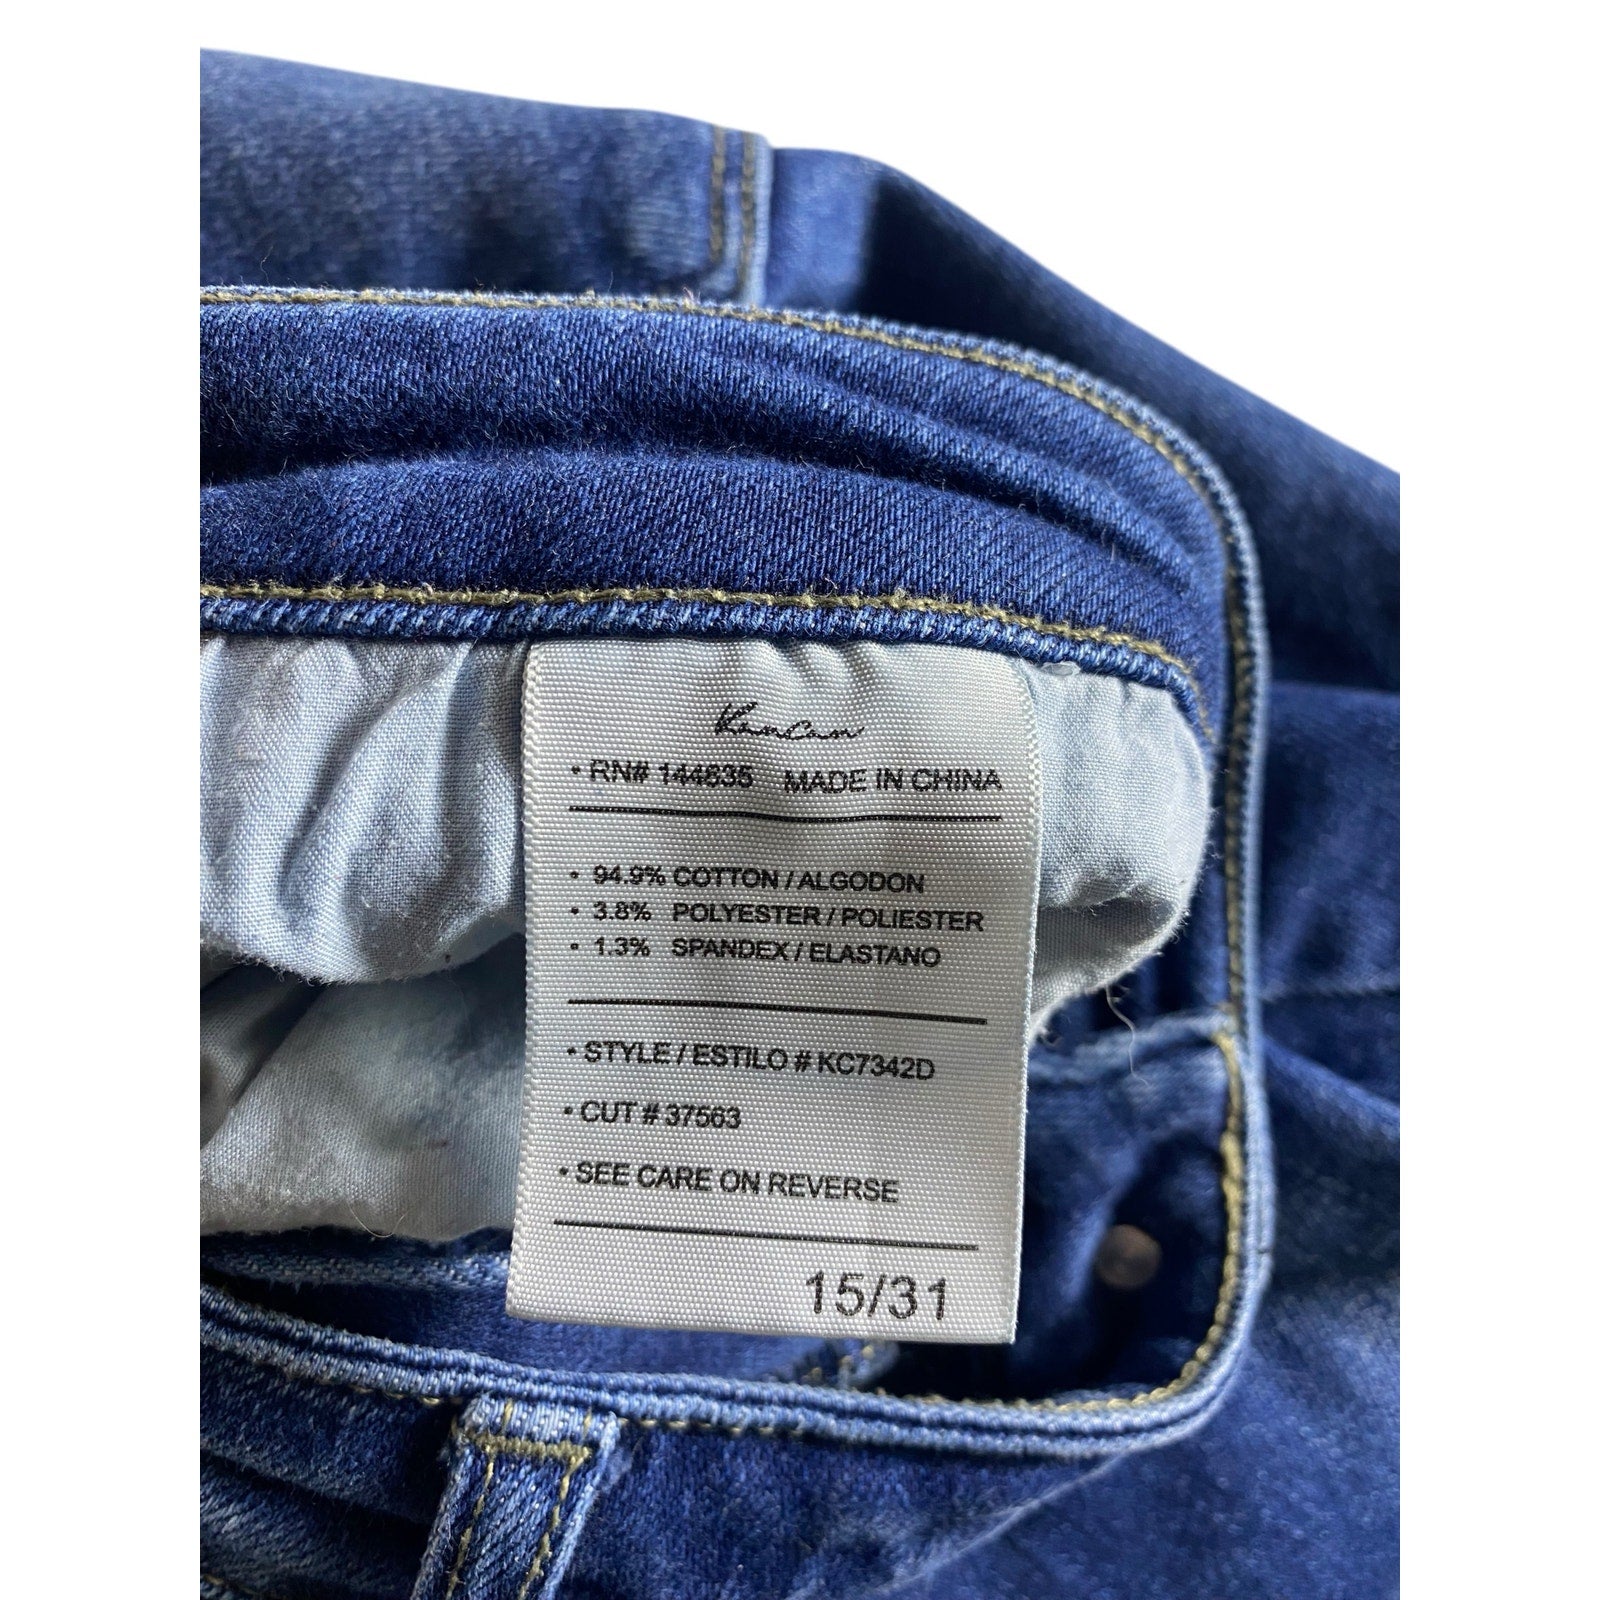 KanCan
• RN# 144635 MADE IN CHINA
• 94.9% COTTON / ALGODON
• 3.8% POLYESTER / POLIESTER
• 1.3% SPANDEX / ELASTANO
• STYLE / ESTILO # KC7342D
• CUT # 37563
• SEE CARE ON REVERSE
15/31